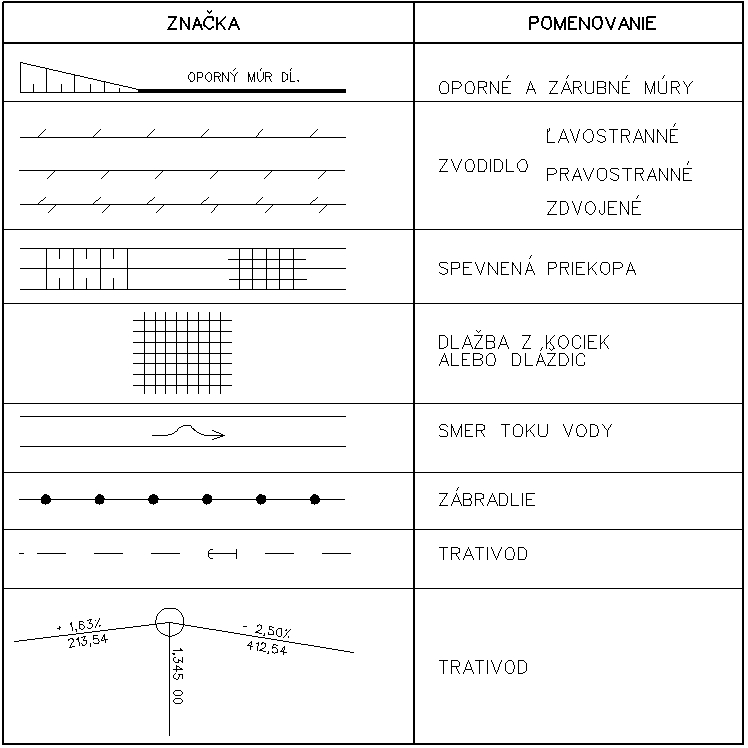 ZNAČKA
POMENOVANIE
OPORNÝ MÚR DĹ.
OPORNÉ A ZÁRUBNÉ MÚRY
ZVODIDLO
ĽAVOSTRANNÉ
PRAVOSTRANNÉ
ZDVOJENÉ
SPEVNENÁ PRIEKOPA
DLAŽBA Z KOCIEK
ALEBO DLÁŽDIC
SMER TOKU VODY
ZÁBRADLIE
TRATIVOD
+ 1,63%
213,54
- 2,50%
412,54
1,345 00
TRATIVOD